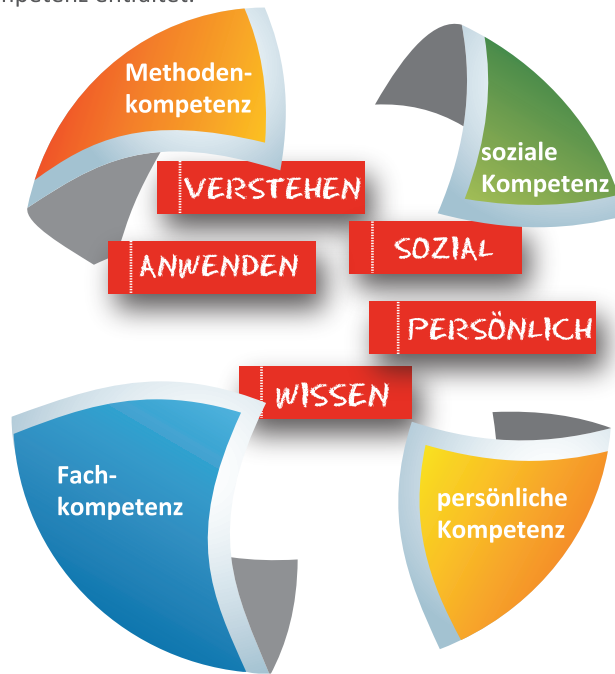 Methoden-
kompetenz
soziale
Kompetenz
VERSTEHEN
SOZIAL
ANWENDEN
PERSÖNLICH
WISSEN
Fach-
kompetenz
persönliche
Kompetenz